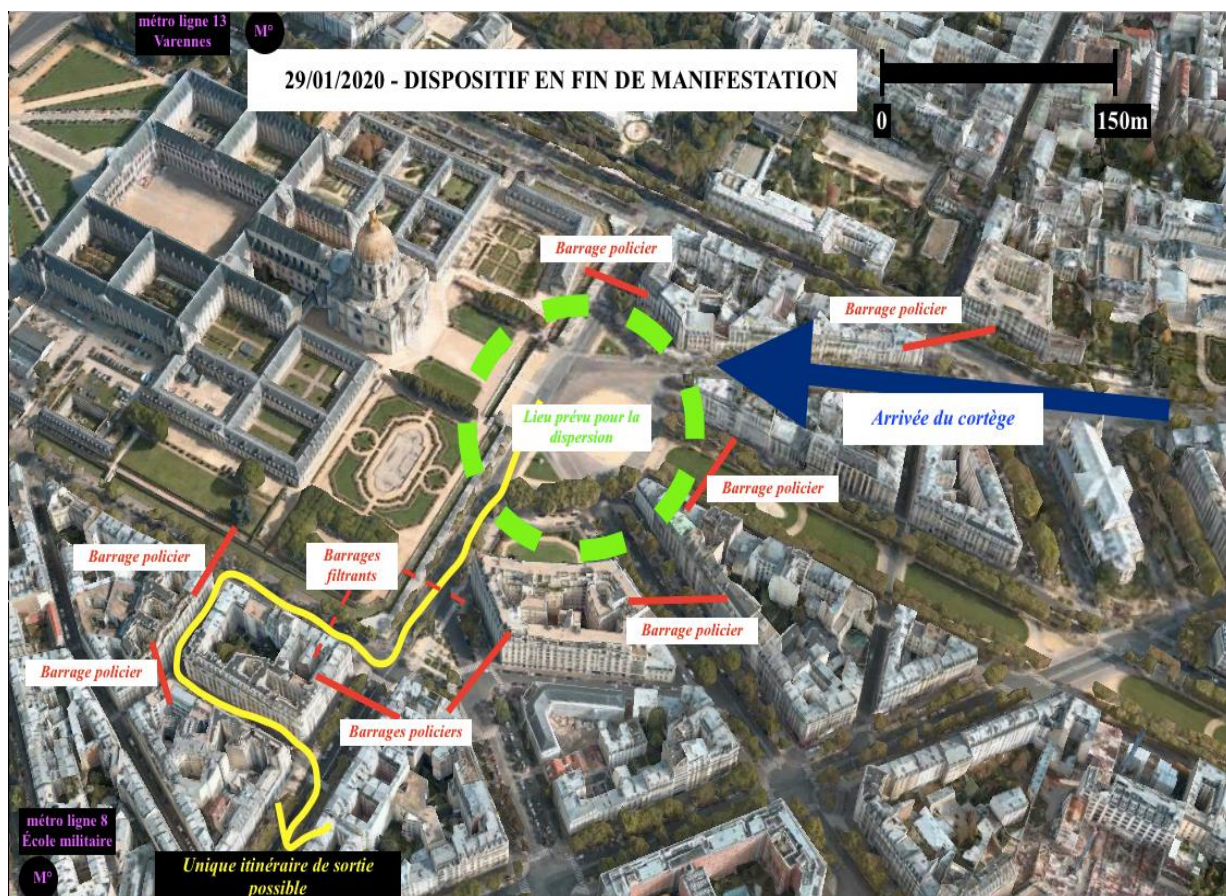 métro ligne 13
Varennes
M°
29/01/2020 - DISPOSITIF EN FIN DE MANIFESTATION
0
150m
Barrage policier
Barrage policier
Arrivée du cortège
Lieu prévu pour la
dispersion
Barrage policier
Barrage policier
Barrages
filtrants
Barrage policier
Barrage policier
Barrages policiers
métro ligne 8
École militaire
M°
Unique itinéraire de sortie
possible